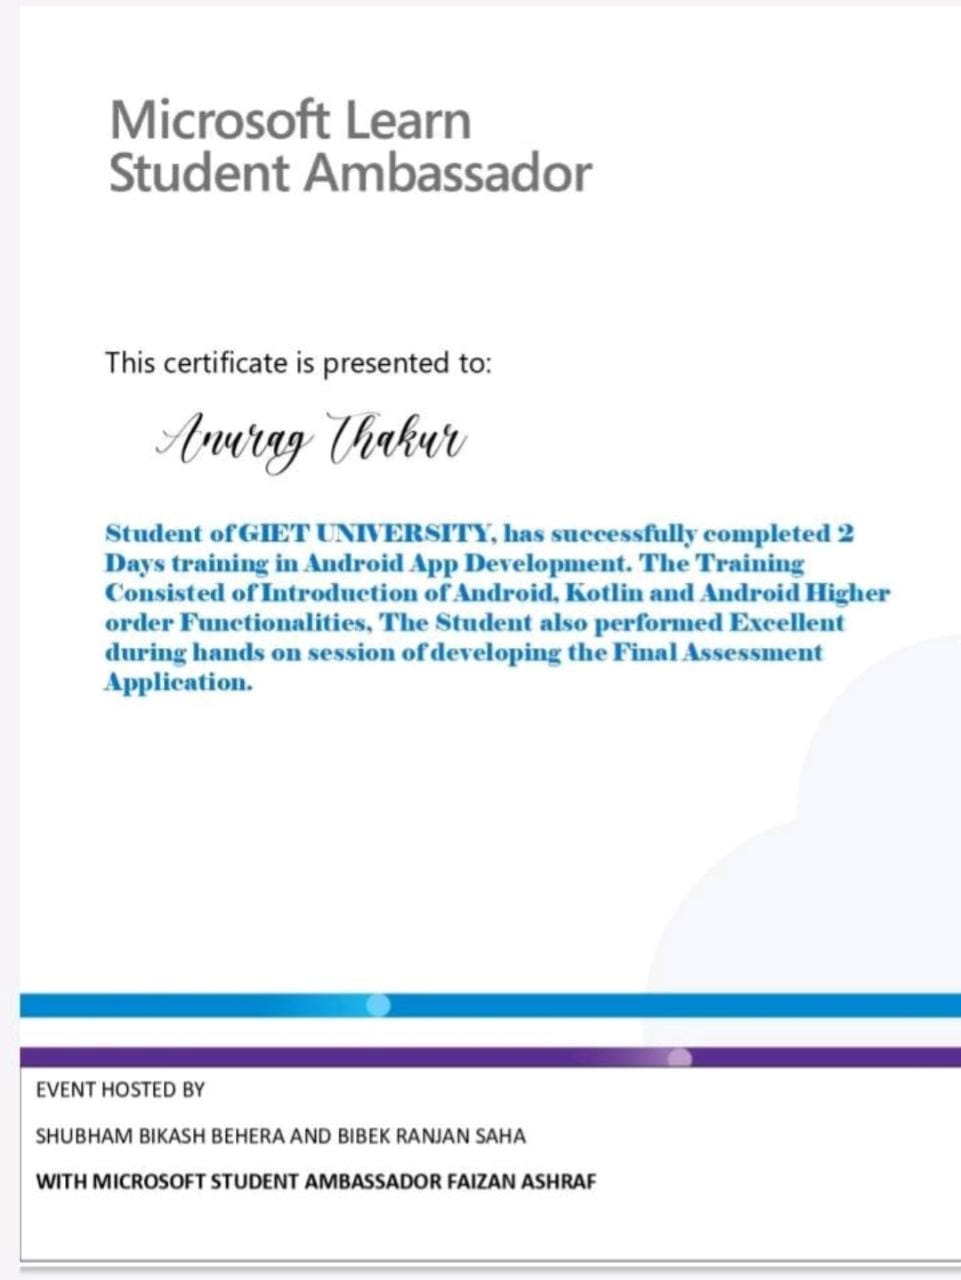 Microsoft Learn
Student Ambassador
This certificate is presented to:
Anurag Thakur
Student of GIET UNIVERSITY, has successfully completed 2
Days training in Android App Development. The Training
Consisted of Introduction of Android, Kotlin and Android Higher
order Functionalities, The Student also performed Excellent
during hands on session of developing the Final Assessment
Application.
EVENT HOSTED BY
SHUBHAM BIKASH BEHERA AND BIBEK RANJAN SAHA
WITH MICROSOFT STUDENT AMBASSADOR FAIZAN ASHRAF